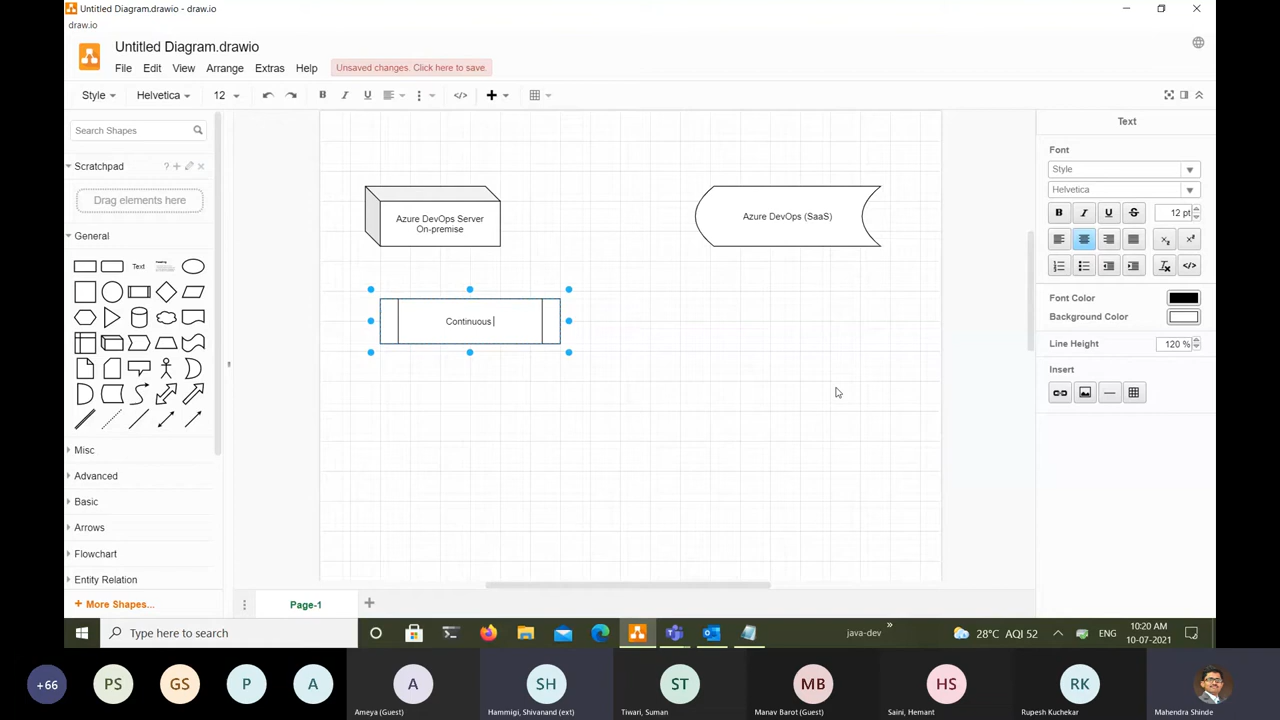 Untitled Diagram.drawio - draw.io
draw.io
Untitled Diagram.drawio
File Edit View Arrange Extras Help Unsaved changes. Click here to save.
Style Helvetica 12
Search Shapes
Scratchpad
Drag elements here
General
Text
Misc
Advanced
Basic
Arrows
Flowchart
Entity Relation
+ More Shapes...
Azure DevOps Server
On-premise
Azure DevOps (SaaS)
Continuous
Text
Font
Style
Helvetica
B I U S 12 pt
Font Color
Background Color
Line Height 120 %
Insert
Page-1
Type here to search
java-dev
28°C AQI 52
ENG
10:20 AM
10-07-2021
+66 PS GS P A A SH ST MB HS RK
Ameya (Guest) Hammigi, Shivanand (ext) Tiwari, Suman Manav Barot (Guest) Saini, Hemant Rupesh Kuchekar Mahendra Shinde